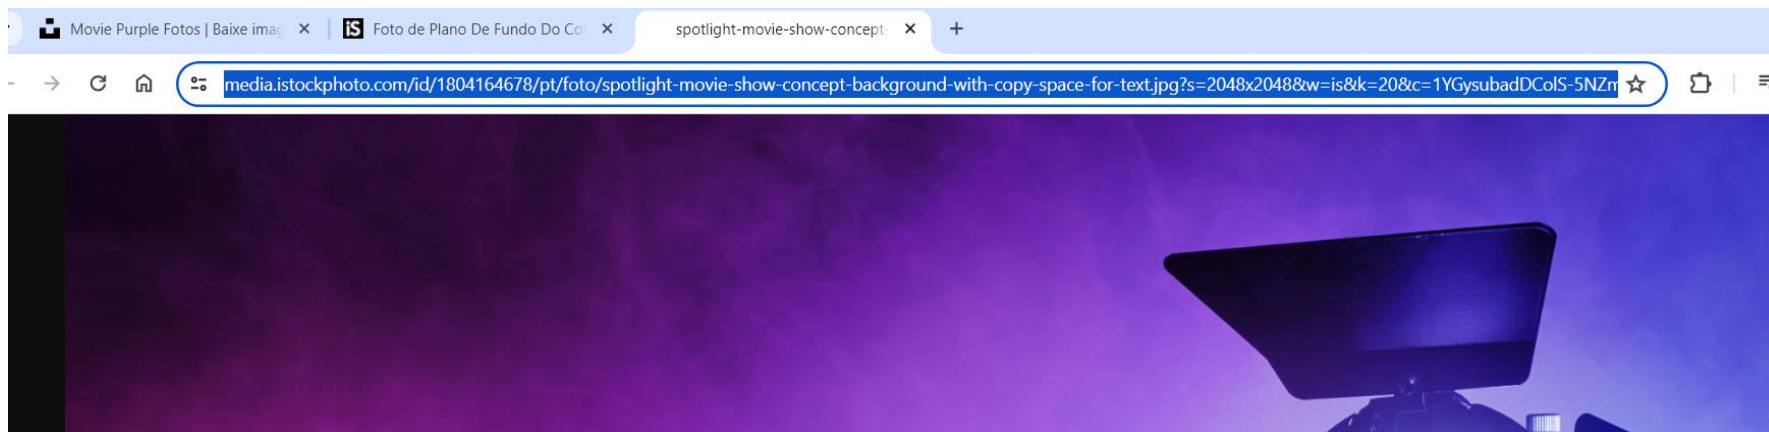 Movie Purple Fotos | Baixe imag
iS Foto de Plano De Fundo Do Co
spotlight-movie-show-concept-
media.istockphoto.com/id/1804164678/pt/foto/spotlight-movie-show-concept-background-with-copy-space-for-text.jpg?s=2048x2048&w=is&k=20&c=1YGysubadDColS-5NZm